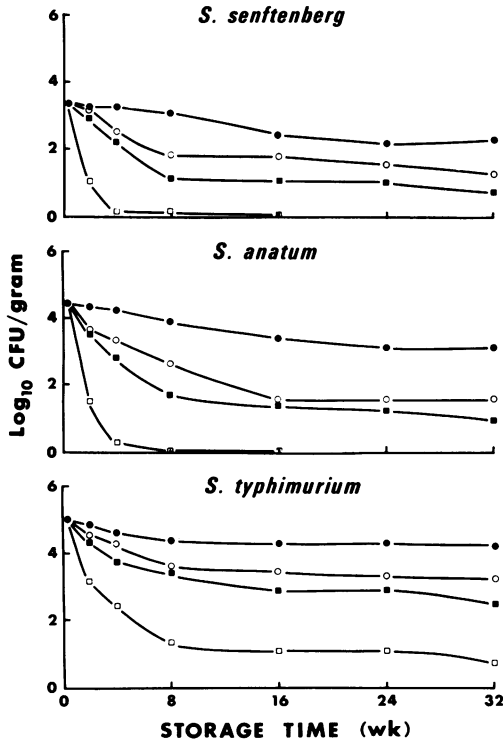 S. senftenberg
6
4
2
0
S. anatum
6
4
2
0
Log10 CFU/gram
S. typhimurium
6
4
2
0
0 8 16 24 32
STORAGE TIME (wk)